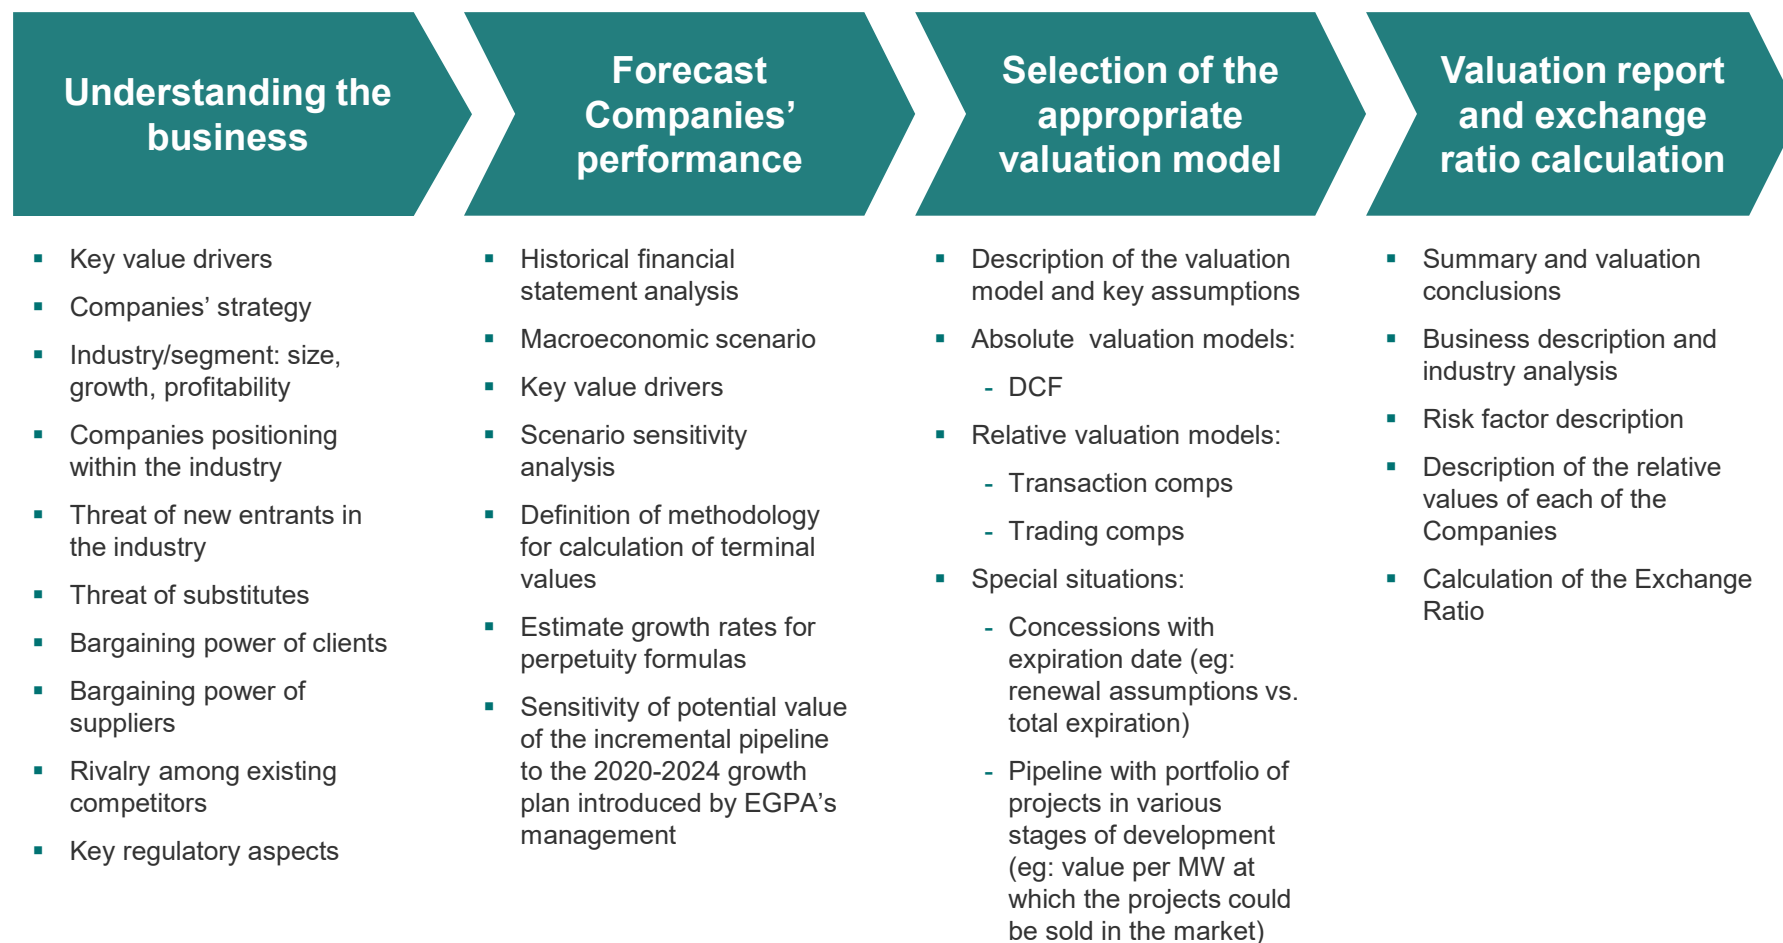 Understanding the
business
▪ Key value drivers
▪ Companies’ strategy
▪ Industry/segment: size,
growth, profitability
▪ Companies positioning
within the industry
▪ Threat of new entrants in
the industry
▪ Threat of substitutes
▪ Bargaining power of clients
▪ Bargaining power of
suppliers
▪ Rivalry among existing
competitors
▪ Key regulatory aspects
Forecast
Companies’
performance
▪ Historical financial
statement analysis
▪ Macroeconomic scenario
▪ Key value drivers
▪ Scenario sensitivity
analysis
▪ Definition of methodology
for calculation of terminal
values
▪ Estimate growth rates for
perpetuity formulas
▪ Sensitivity of potential value
of the incremental pipeline
to the 2020-2024 growth
plan introduced by EGPA’s
management
Selection of the
appropriate
valuation model
▪ Description of the valuation
model and key assumptions
▪ Absolute  valuation models:
- DCF
▪ Relative valuation models:
- Transaction comps
- Trading comps
▪ Special situations:
- Concessions with
expiration date (eg:
renewal assumptions vs.
total expiration)
- Pipeline with portfolio of
projects in various
stages of development
(eg: value per MW at
which the projects could
be sold in the market)
Valuation report
and exchange
ratio calculation
▪ Summary and valuation
conclusions
▪ Business description and
industry analysis
▪ Risk factor description
▪ Description of the relative
values of each of the
Companies
▪ Calculation of the Exchange
Ratio